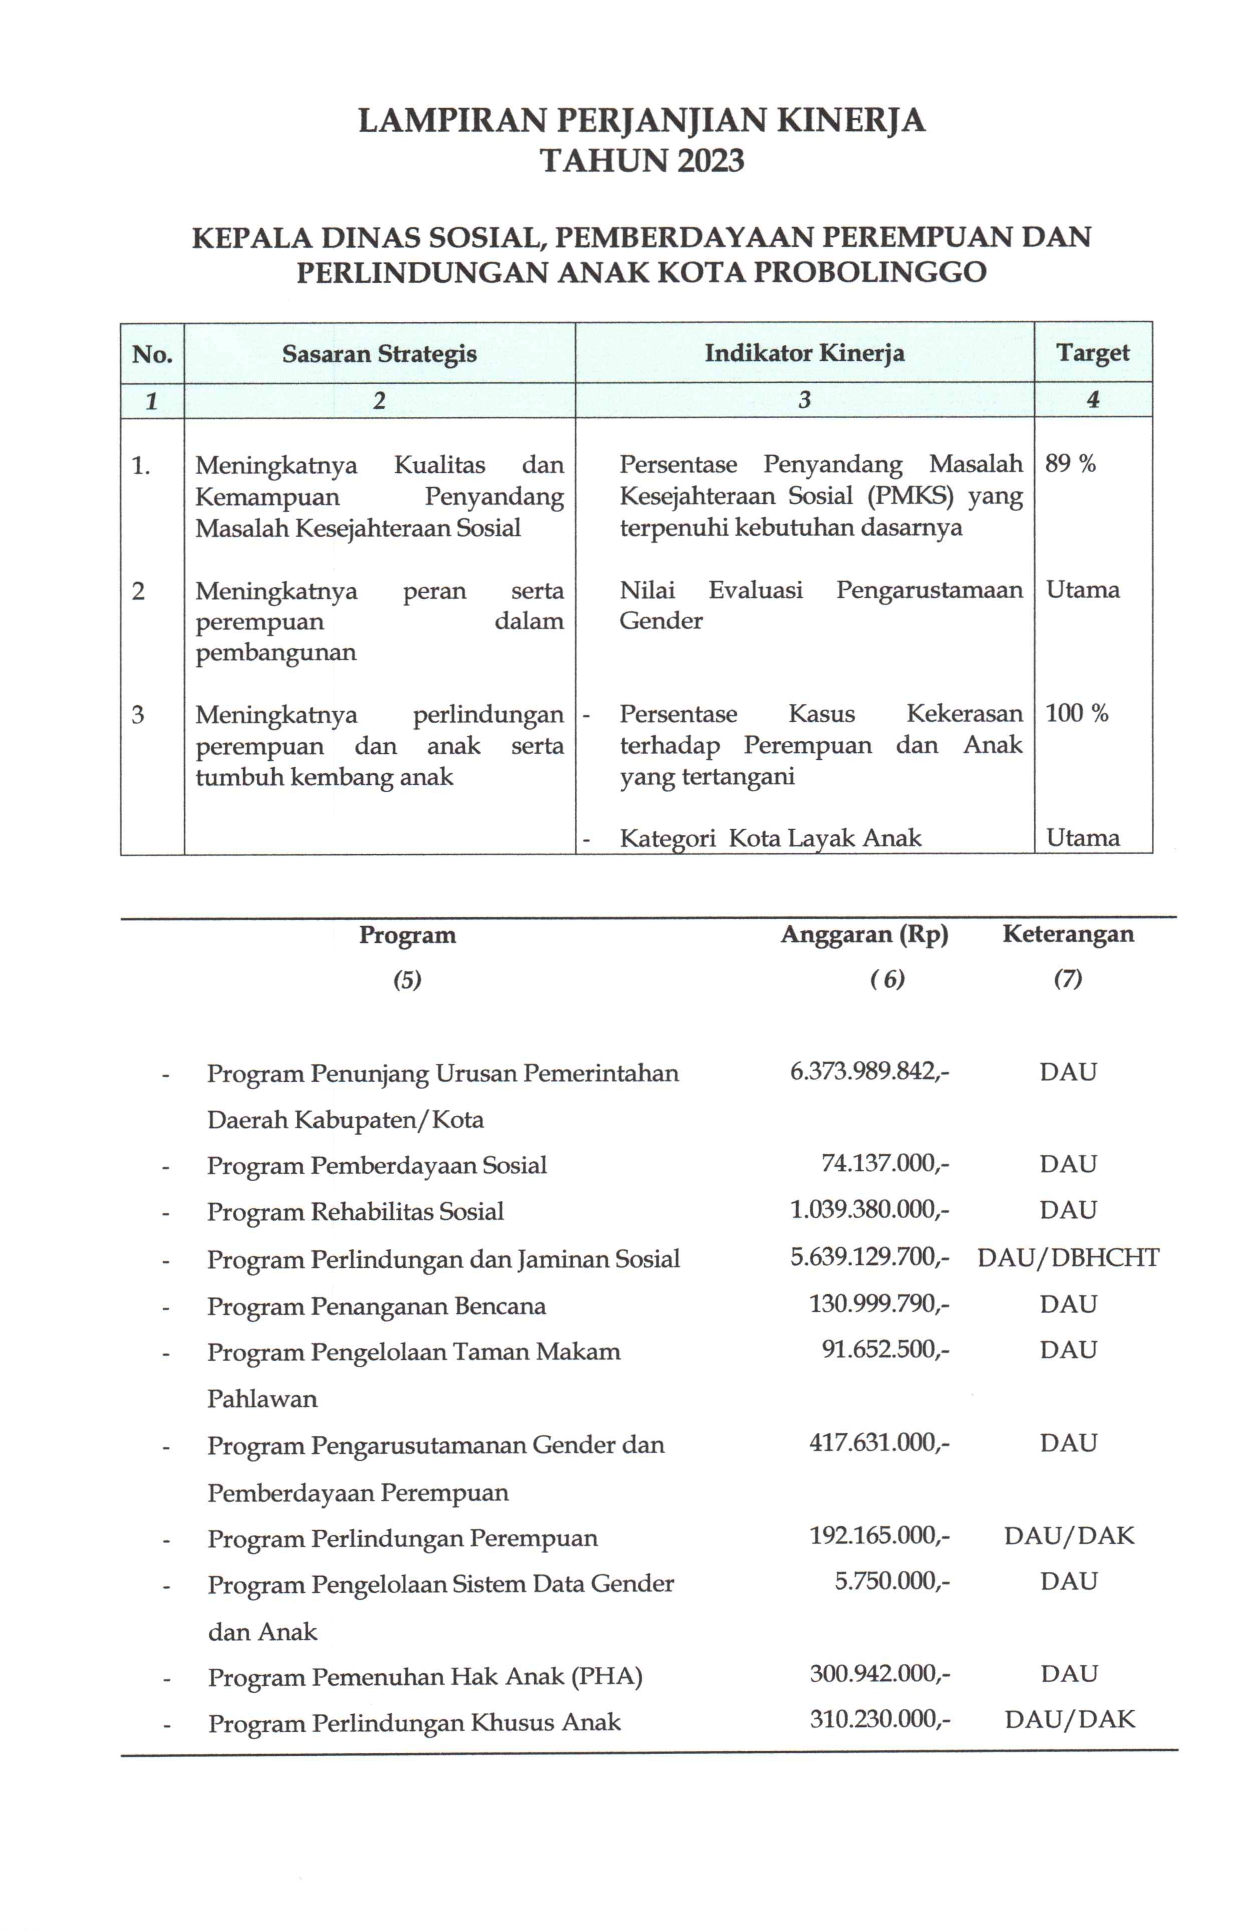 LAMPIRAN PERJANJIAN KINERJA
TAHUN 2023
KEPALA DINAS SOSIAL, PEMBERDAYAAN PEREMPUAN DAN
PERLINDUNGAN ANAK KOTA PROBOLINGGO
No. Sasaran Strategis Indikator Kinerja Target
1 2 3 4
1. Meningkatnya Kualitas dan Persentase Penyandang Masalah 89 %
Kemampuan Penyandang Kesejahteraan Sosial (PMKS) yang
Masalah Kesejahteraan Sosial terpenuhi kebutuhan dasarnya
2 Meningkatnya peran serta Nilai Evaluasi Pengarustamaan Utama
perempuan dalam Gender
pembangunan
3 Meningkatnya perlindungan - Persentase Kasus Kekerasan 100 %
perempuan dan anak serta terhadap Perempuan dan Anak
tumbuh kembang anak yang tertangani
- Kategori Kota Layak Anak Utama
Program Anggaran (Rp) Keterangan
(5) ( 6) (7)
- Program Penunjang Urusan Pemerintahan 6.373.989.842,- DAU
Daerah Kabupaten/Kota
- Program Pemberdayaan Sosial 74.137.000,- DAU
- Program Rehabilitas Sosial 1.039.380.000,- DAU
- Program Perlindungan dan Jaminan Sosial 5.639.129.700,- DAU/DBHCHT
- Program Penanganan Bencana 130.999.790,- DAU
- Program Pengelolaan Taman Makam 91.652.500,- DAU
Pahlawan
- Program Pengarusutamanan Gender dan 417.631.000,- DAU
Pemberdayaan Perempuan
- Program Perlindungan Perempuan 192.165.000,- DAU/DAK
- Program Pengelolaan Sistem Data Gender 5.750.000,- DAU
dan Anak
- Program Pemenuhan Hak Anak (PHA) 300.942.000,- DAU
- Program Perlindungan Khusus Anak 310.230.000,- DAU/DAK